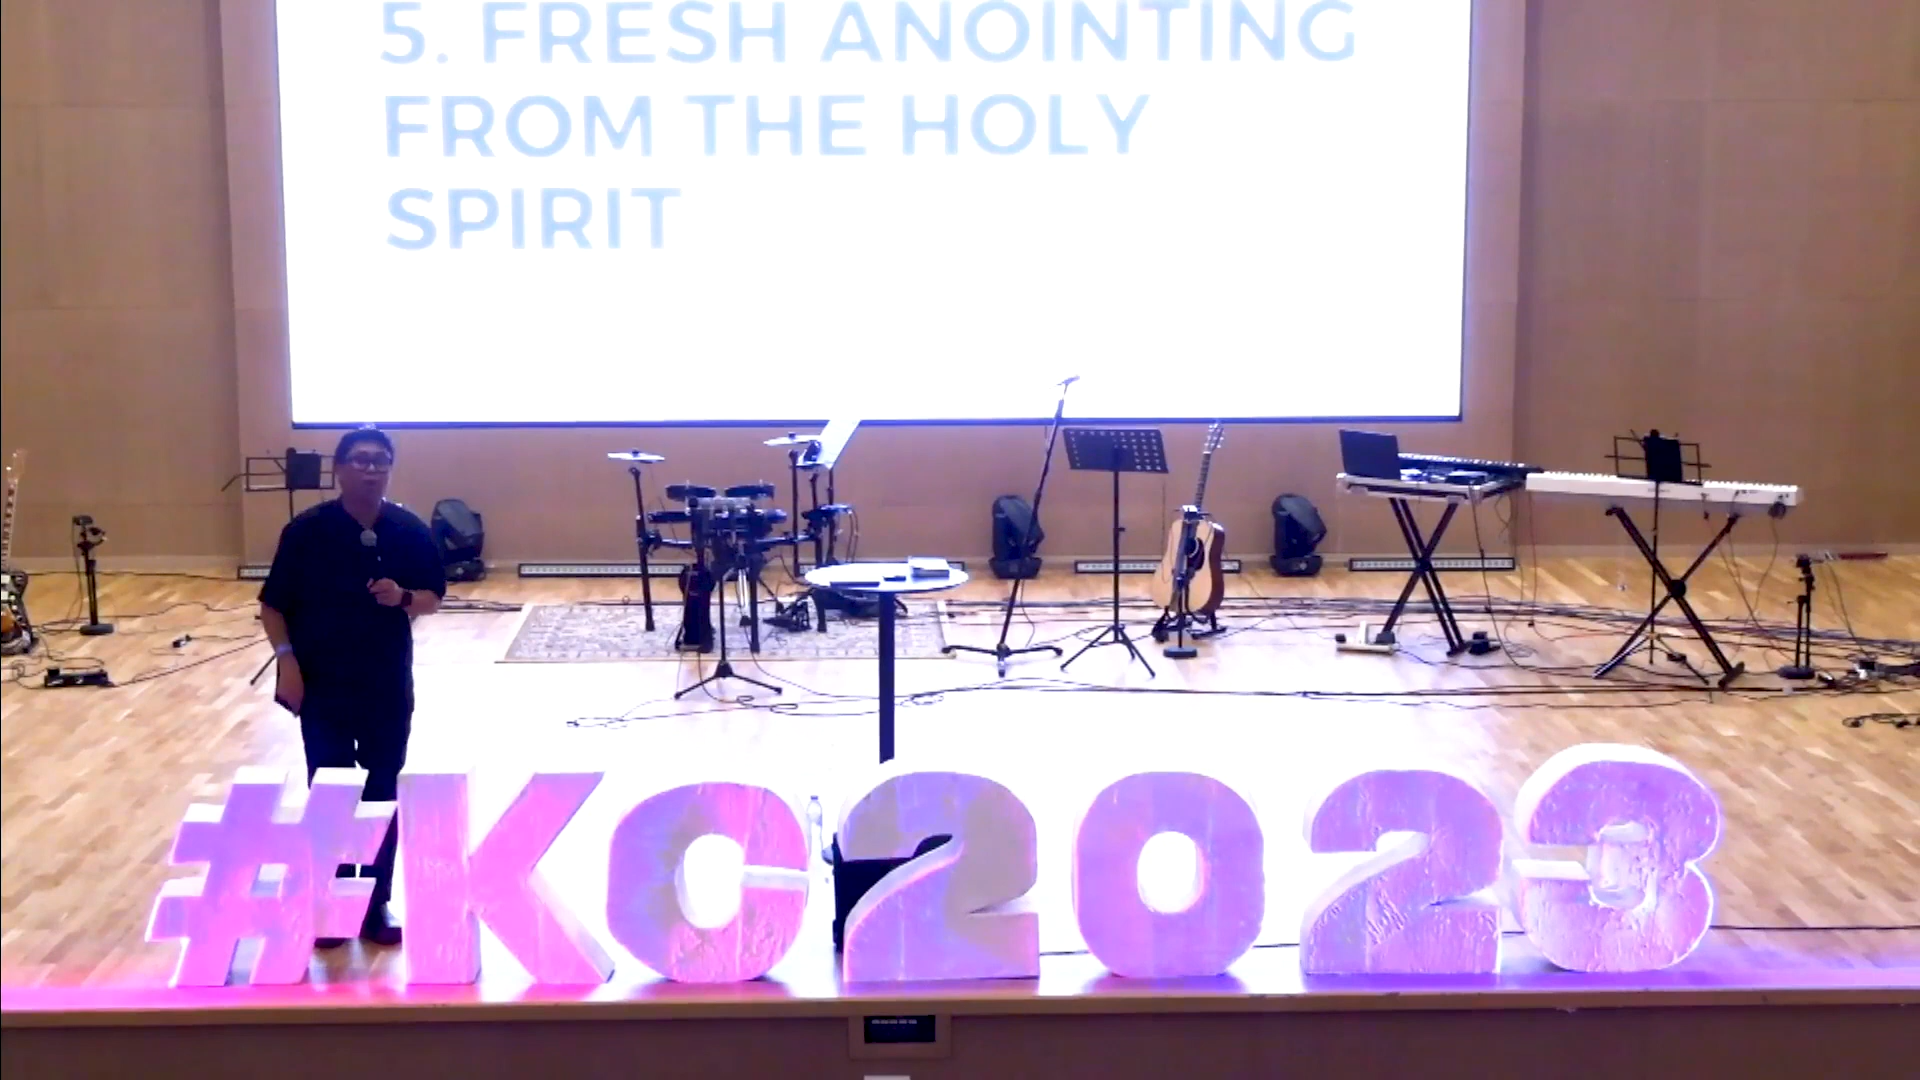 5. FRESH ANOINTING
FROM THE HOLY
SPIRIT
#KC2023